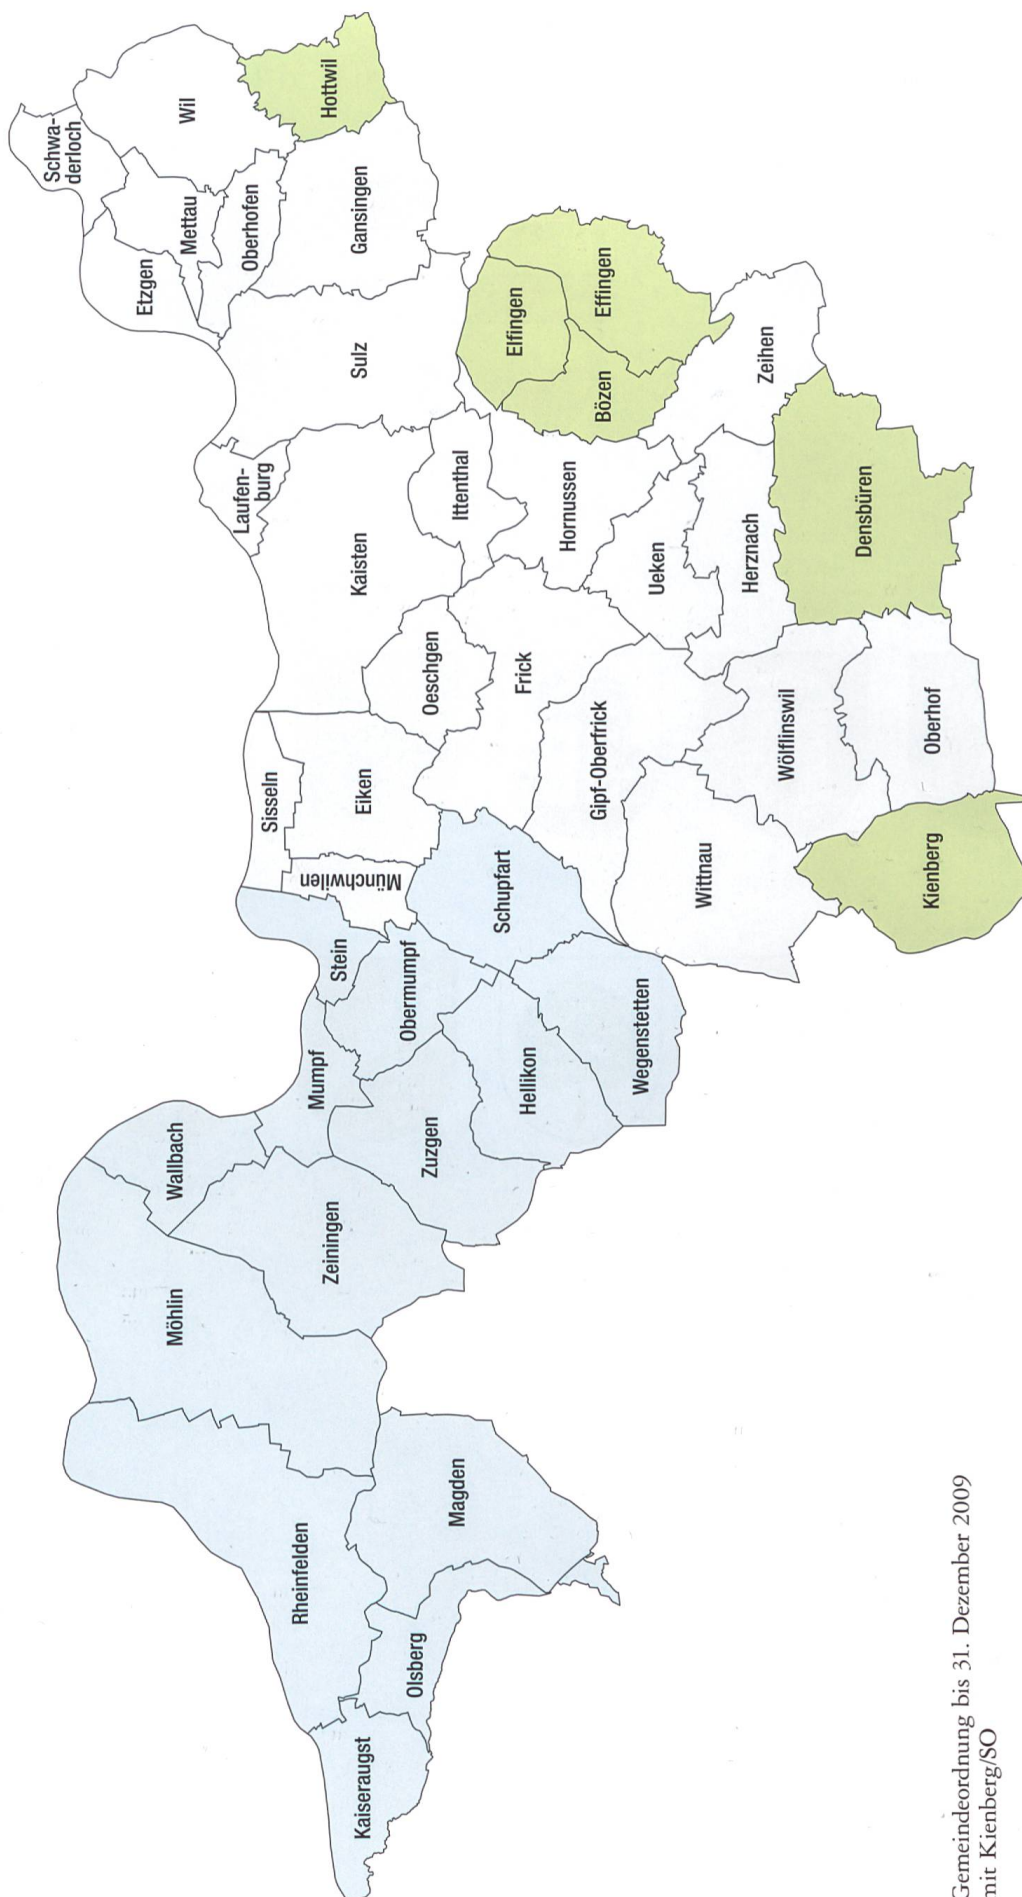 Schwa-
derloch
Wil
Hottwil
Etzgen
Mettau
Oberhofen
Gansingen
Sulz
Elfingen
Effingen
Bözen
Zeihen
Laufen-
burg
Kaisten
Ittenthal
Hornussen
Ueken
Herznach
Densbüren
Oeschgen
Frick
Sisseln
Eiken
Münchwilen
Gipf-Oberfrick
Wölflinswil
Oberhof
Wittnau
Kienberg
Stein
Schupfart
Obermumpf
Mumpf
Wegenstetten
Hellikon
Zuzgen
Wallbach
Zeiningen
Möhlin
Rheinfelden
Magden
Olsberg
Kaiseraugst
Gemeindeordnung bis 31. Dezember 2009
mit Kienberg/SO